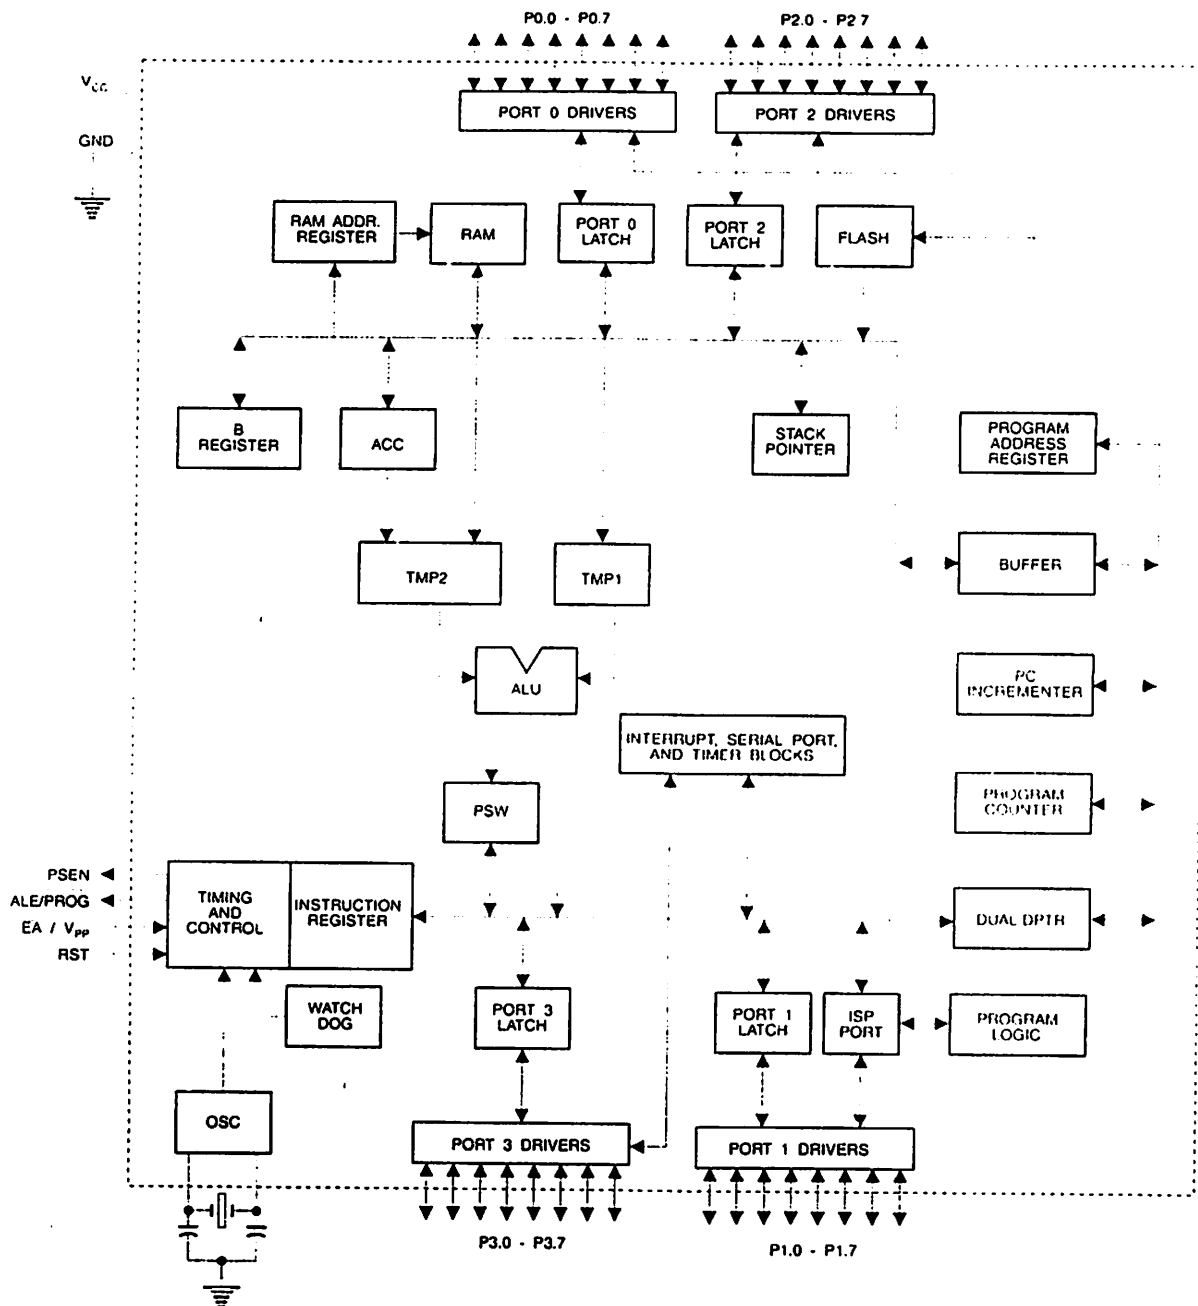 P0.0 - P0.7
P2.0 - P2 7
VCC
GND
PORT 0 DRIVERS
PORT 2 DRIVERS
RAM ADDR.
REGISTER
RAM
PORT 0
LATCH
PORT 2
LATCH
FLASH
B
REGISTER
ACC
STACK
POINTER
PROGRAM
ADDRESS
REGISTER
TMP2
TMP1
BUFFER
ALU
PC
INCREMENTER
INTERRUPT, SERIAL PORT,
AND TIMER BLOCKS
PSW
PROGRAM
COUNTER
PSEN
ALE/PROG
EA / VPP
RST
TIMING
AND
CONTROL
INSTRUCTION
REGISTER
DUAL DPTR
WATCH
DOG
PORT 3
LATCH
PORT 1
LATCH
ISP
PORT
PROGRAM
LOGIC
OSC
PORT 3 DRIVERS
PORT 1 DRIVERS
P3.0 - P3.7
P1.0 - P1.7